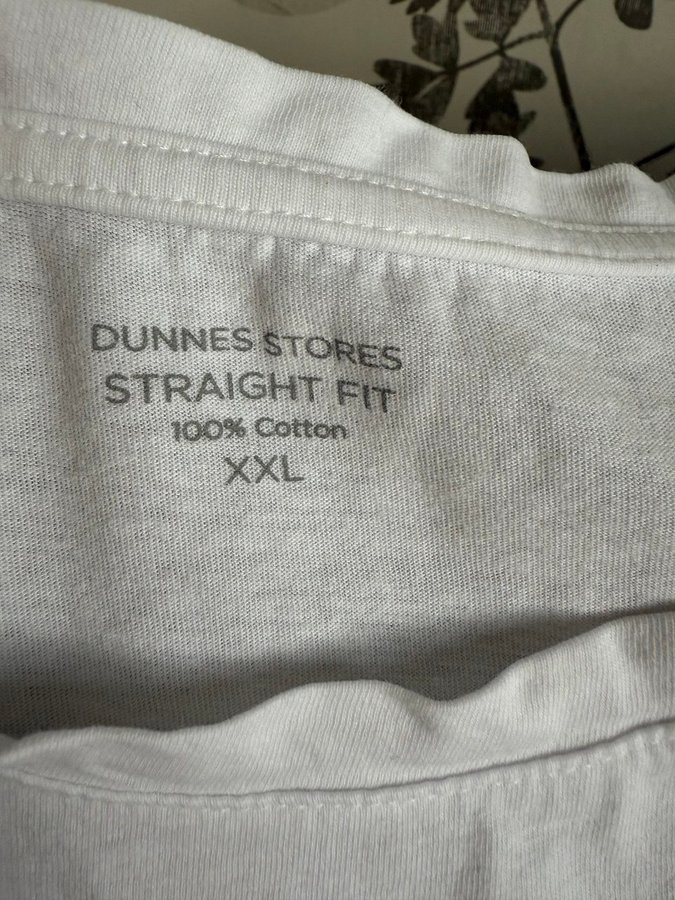 DUNNES STORES
STRAIGHT FIT
100% Cotton
XXL